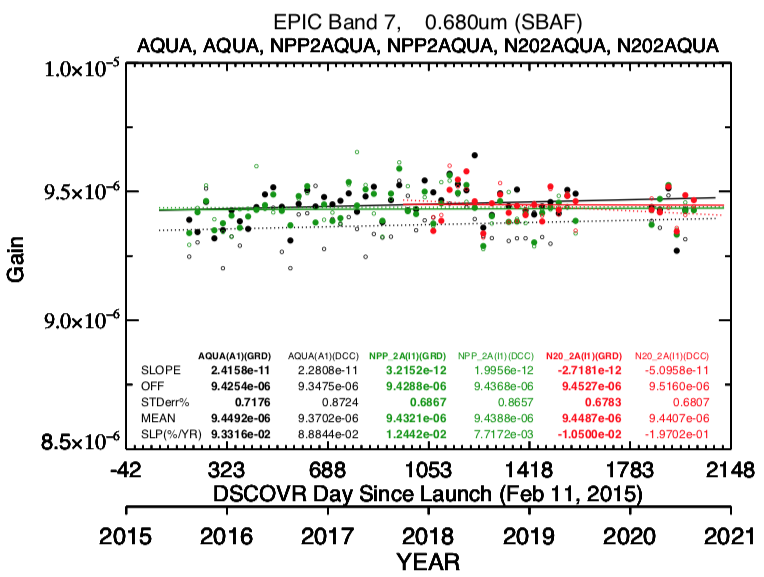 EPIC Band 7, 0.680um (SBAF)
AQUA, AQUA, NPP2AQUA, NPP2AQUA, N202AQUA, N202AQUA
1.0×10⁻⁵
9.5×10⁻⁶
9.0×10⁻⁶
8.5×10⁻⁶
Gain
AQUA(A1)(GRD) AQUA(A1)(DCC) NPP_2A(I1)(GRD) NPP_2A(I1)(DCC) N20_2A(I1)(GRD) N20_2A(I1)(DCC)
SLOPE 2.4158e-11 2.2808e-11 3.2152e-12 1.9956e-12 -2.7181e-12 -5.0958e-11
OFF 9.4254e-06 9.3475e-06 9.4288e-06 9.4368e-06 9.4527e-06 9.5160e-06
STDerr% 0.7176 0.8724 0.6867 0.8657 0.6783 0.6807
MEAN 9.4492e-06 9.3702e-06 9.4321e-06 9.4388e-06 9.4487e-06 9.4407e-06
SLP(%/YR) 9.3316e-02 8.8844e-02 1.2442e-02 7.7172e-03 -1.0500e-02 -1.9702e-01
-42 323 688 1053 1418 1783 2148
DSCOVR Day Since Launch (Feb 11, 2015)
2015 2016 2017 2018 2019 2020 2021
YEAR